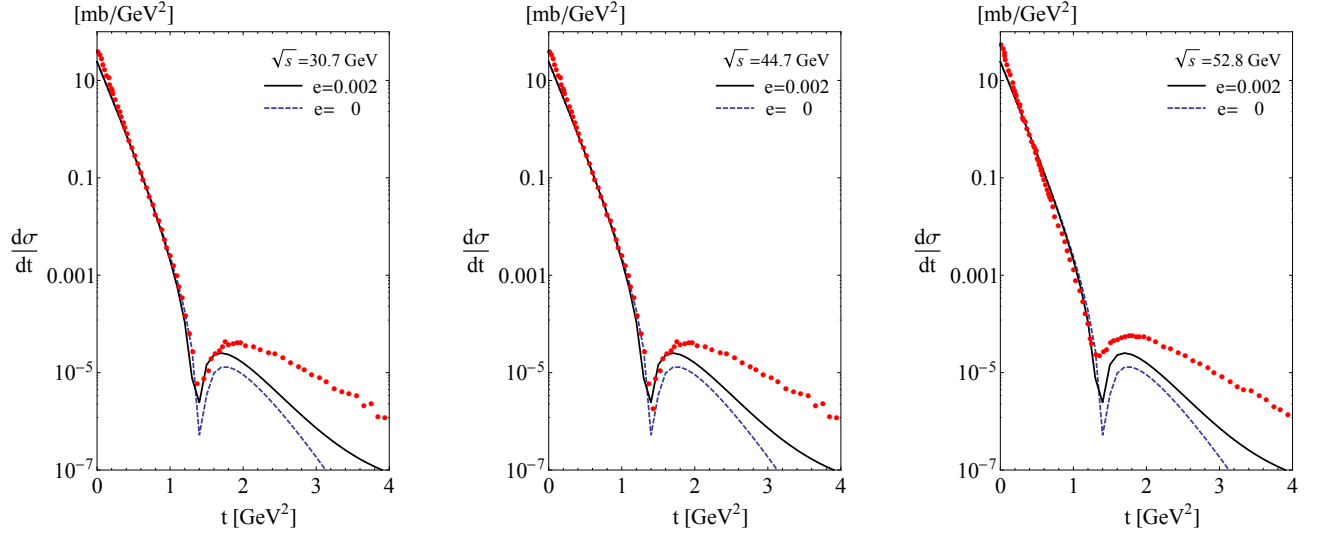 [mb/GeV²]
√s =30.7 GeV
e=0.002
e= 0
10
0.1
0.001
10⁻⁵
10⁻⁷
dσ
dt
0 1 2 3 4
t [GeV²]
[mb/GeV²]
√s =44.7 GeV
e=0.002
e= 0
10
0.1
0.001
10⁻⁵
10⁻⁷
dσ
dt
0 1 2 3 4
t [GeV²]
[mb/GeV²]
√s =52.8 GeV
e=0.002
e= 0
10
0.1
0.001
10⁻⁵
10⁻⁷
dσ
dt
0 1 2 3 4
t [GeV²]